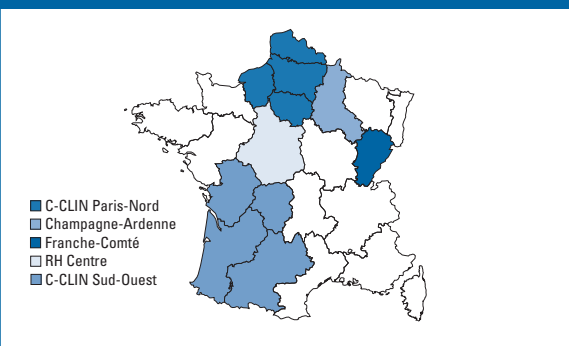 C-CLIN Paris-Nord
Champagne-Ardenne
Franche-Comté
RH Centre
C-CLIN Sud-Ouest